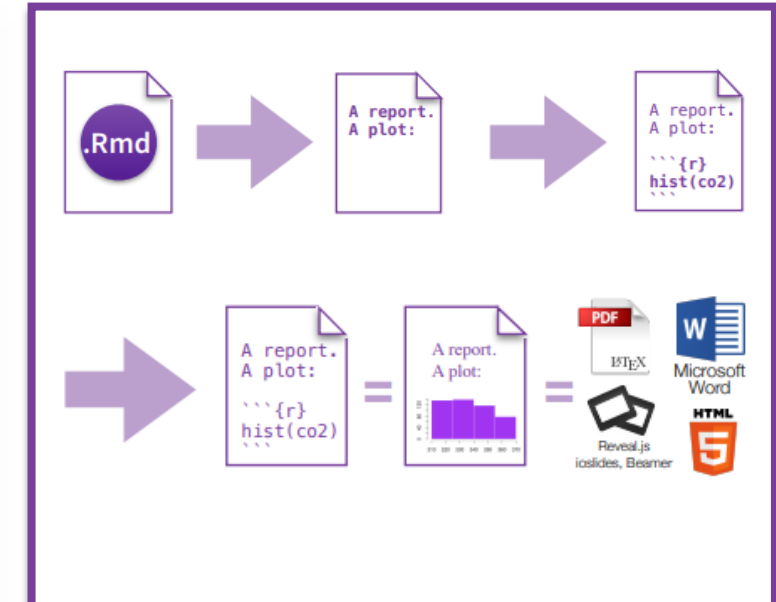 .Rmd
A report.
A plot:
A report.
A plot:
```{r}
hist(co2)
```
A report.
A plot:
```{r}
hist(co2)
```
A report.
A plot:
PDF
LATEX
W
Microsoft
Word
Reveal.js
ioslides, Beamer
HTML
5